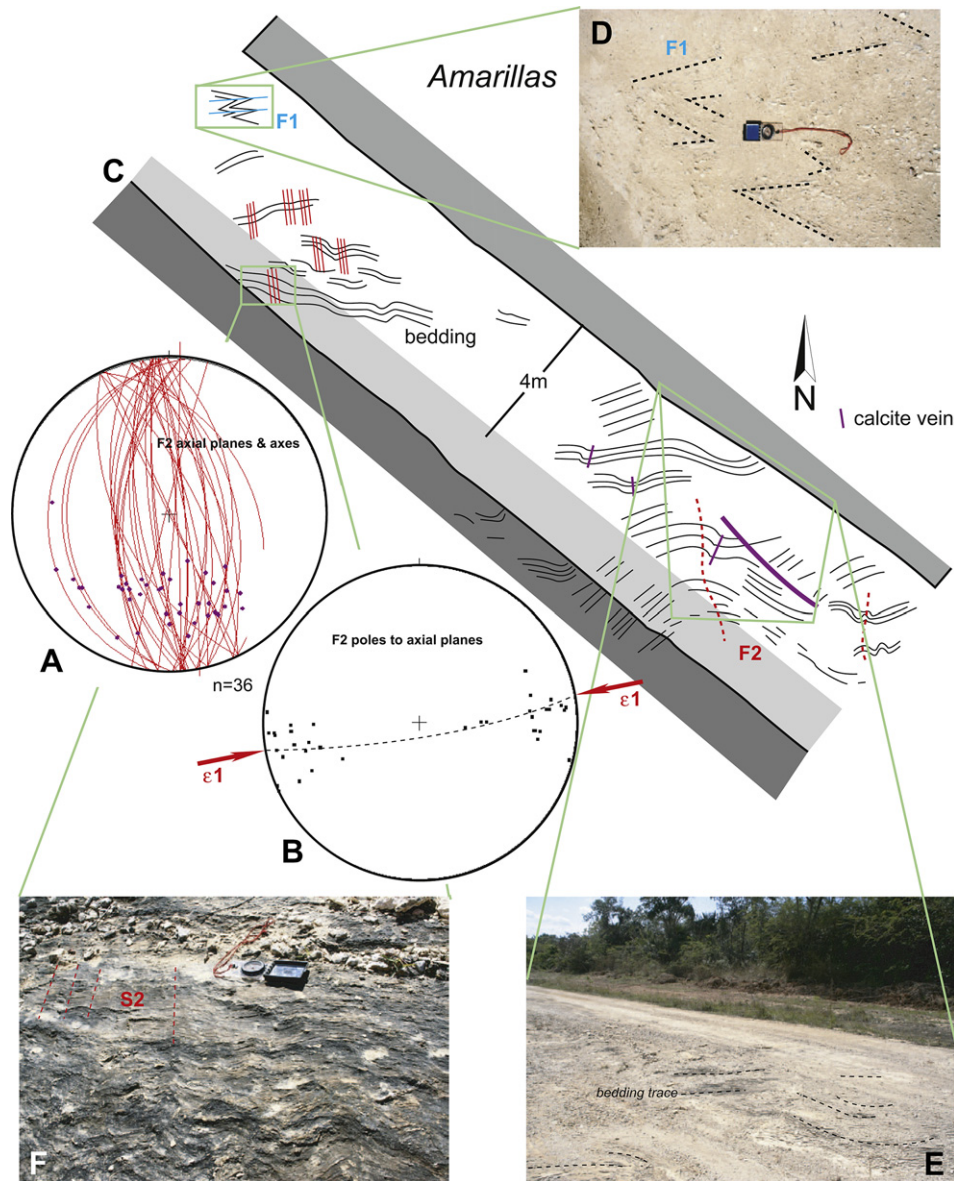 D
F1
Amarillas
F1
C
bedding
4m
N
calcite vein
F2 axial planes & axes
A
n=36
F2 poles to axial planes
ε1
ε1
B
F2
S2
F
bedding trace
E